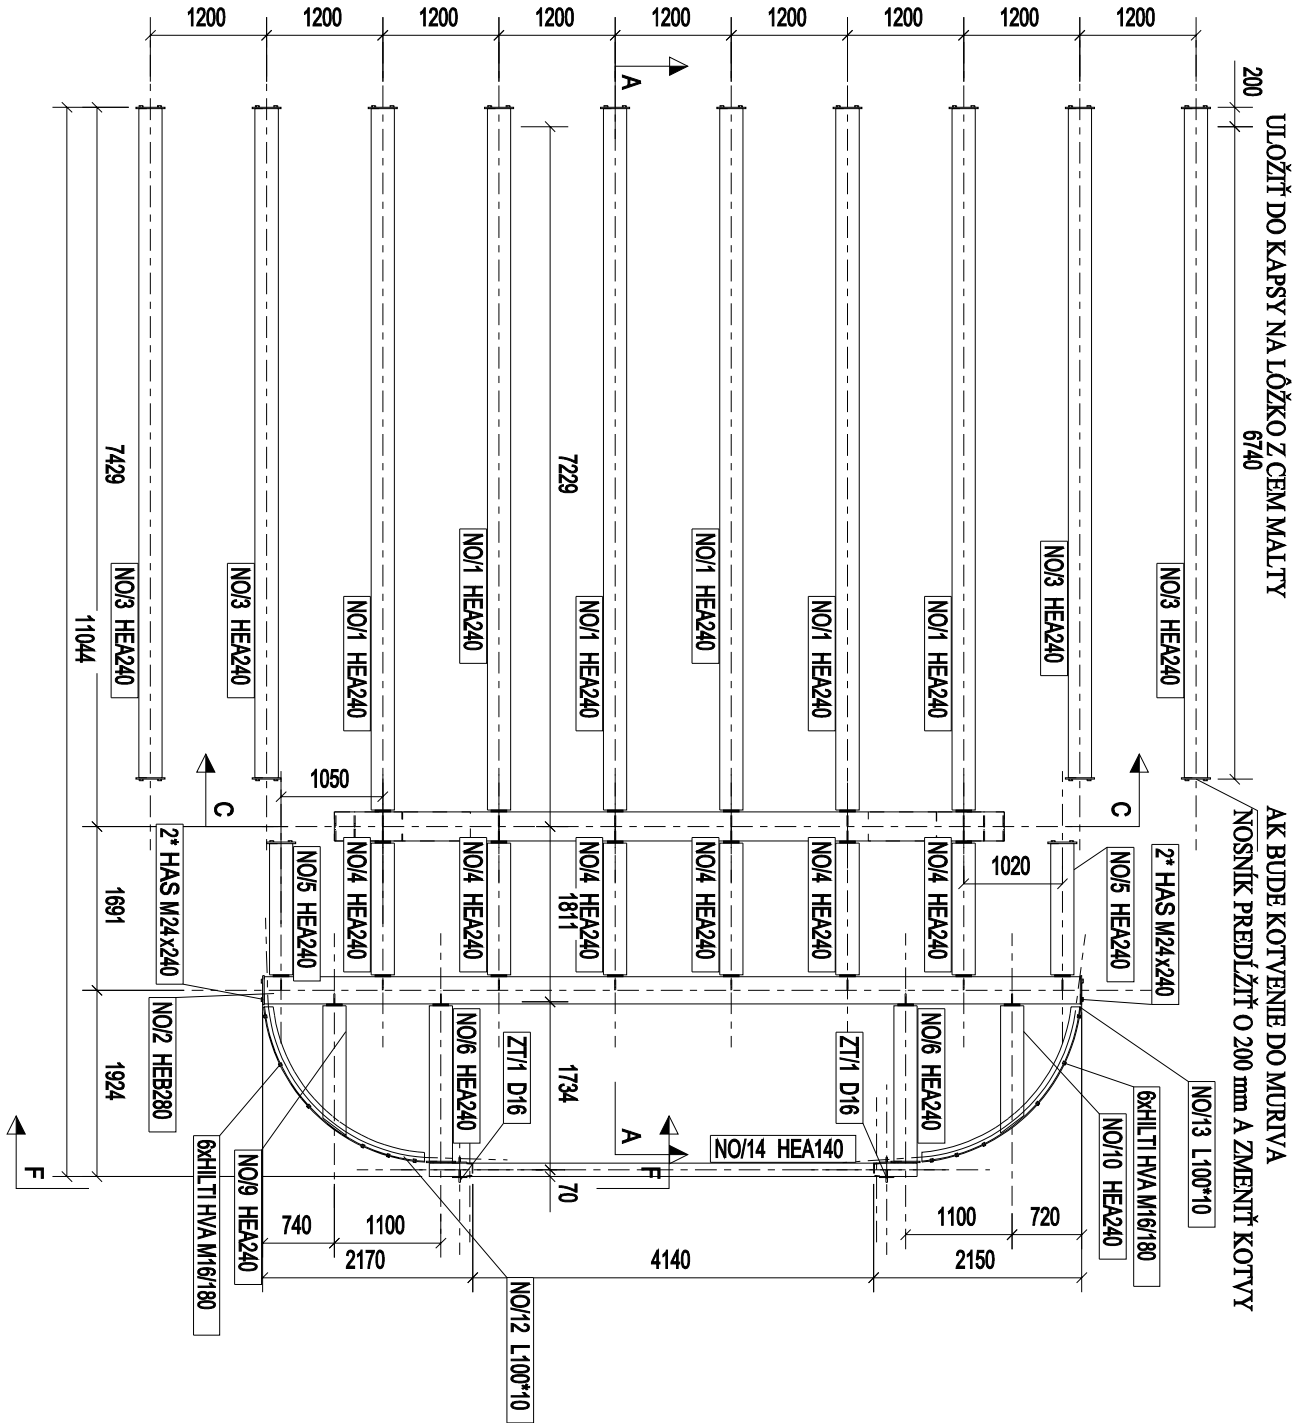 1200
1200
1200
1200
1200
1200
1200
1200
1200
A
200
ULOŽIŤ DO KAPSY NA LÔŽKO Z CEM MALTY
6740
7429
7229
11044
NO/3 HEA240
NO/3 HEA240
NO/1 HEA240
NO/1 HEA240
NO/1 HEA240
NO/1 HEA240
NO/1 HEA240
NO/1 HEA240
NO/3 HEA240
NO/3 HEA240
AK BUDE KOTVENIE DO MURIVA
NOSNÍK PREDĹŽIŤ O 200 mm A ZMENIŤ KOTVY
C
C
1050
1020
2* HAS M24x240
NO/5 HEA240
NO/4 HEA240
NO/4 HEA240
NO/4 HEA240
NO/4 HEA240
NO/4 HEA240
NO/4 HEA240
NO/5 HEA240
2* HAS M24x240
1691
1811
1924
1734
70
NO/2 HEB280
NO/6 HEA240
ZT/1 D16
ZT/1 D16
NO/6 HEA240
NO/14 HEA140
A
F
F
6xHILTI HVA M16/180
NO/9 HEA240
NO/12 L100*10
NO/10 HEA240
6xHILTI HVA M16/180
NO/13 L100*10
740
1100
1100
720
2170
4140
2150